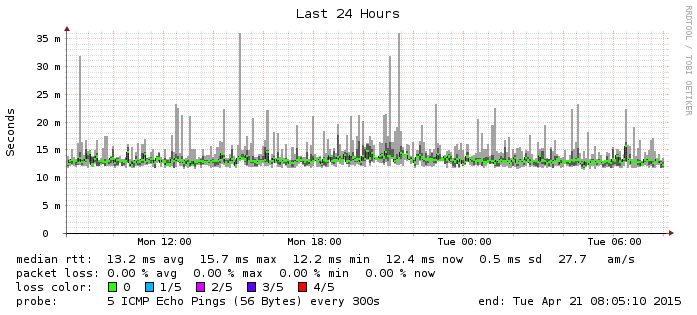 Last 24 Hours
RRDTOOL / TOBI OETIKER
Seconds
35 m
30 m
25 m
20 m
15 m
10 m
5 m
0
Mon 12:00 Mon 18:00 Tue 00:00 Tue 06:00
median rtt: 13.2 ms avg 15.7 ms max 12.2 ms min 12.4 ms now 0.5 ms sd 27.7 am/s
packet loss: 0.00 % avg 0.00 % max 0.00 % min 0.00 % now
loss color: 0 1/5 2/5 3/5 4/5
probe: 5 ICMP Echo Pings (56 Bytes) every 300s end: Tue Apr 21 08:05:10 2015